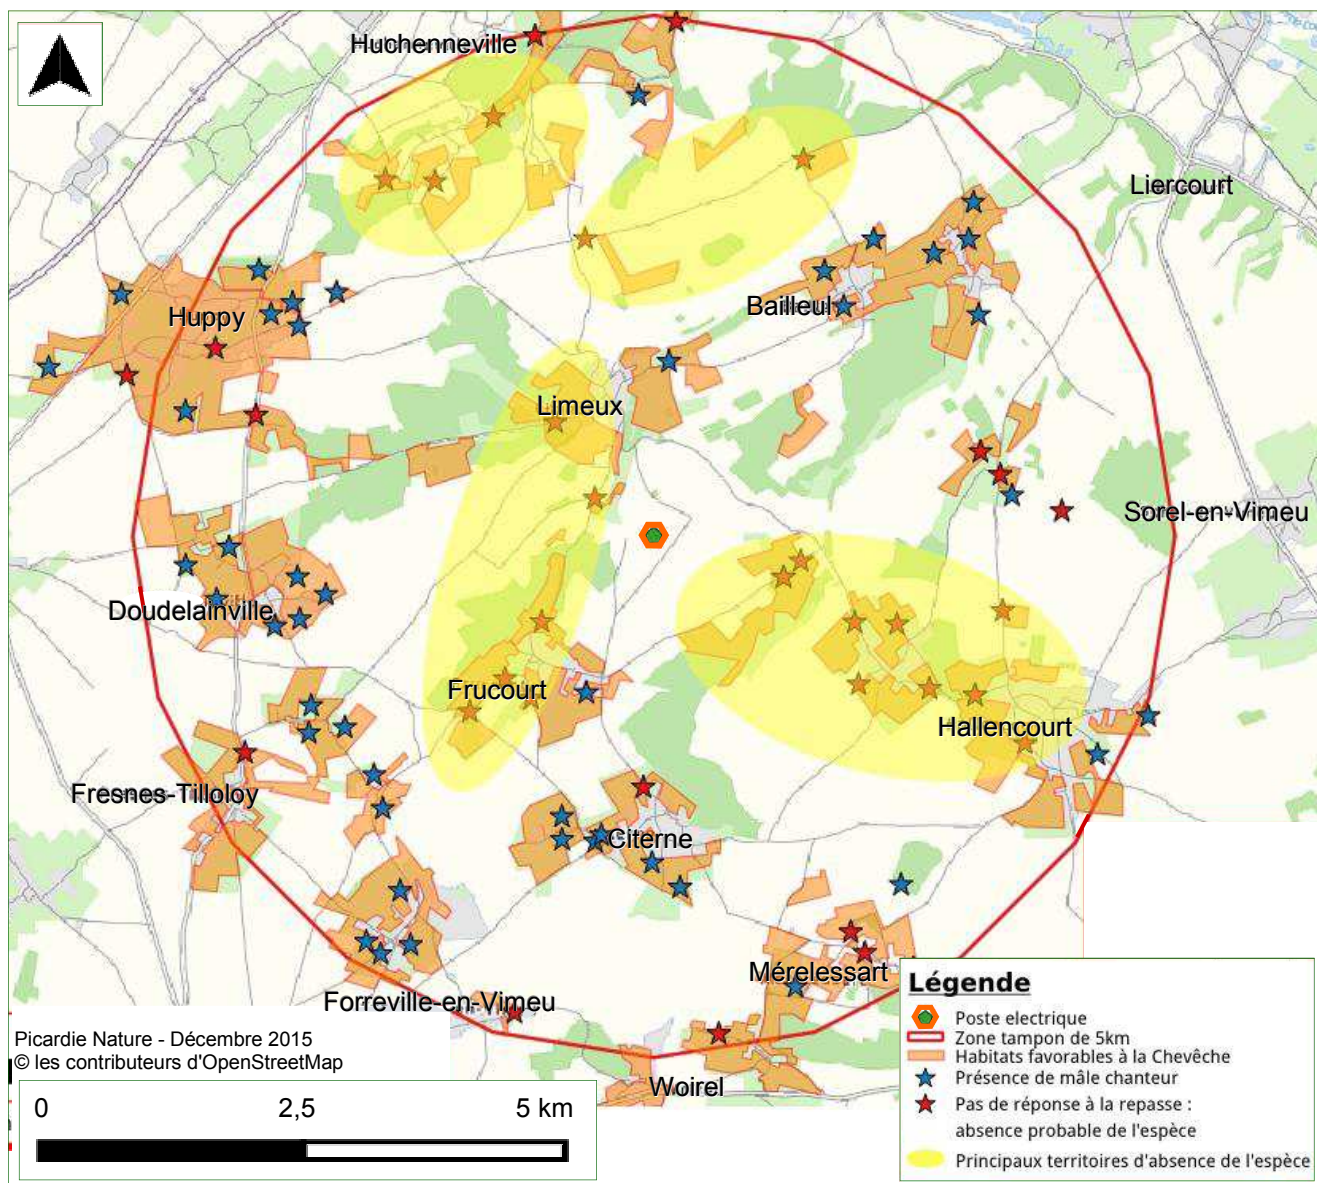 Huchenneville
Liercourt
Bailleul
Huppy
Limeux
Sorel-en-Vimeu
Doudelainville
Frucourt
Hallencourt
Fresnes-Tilloloy
Citerne
Mérelessart
Forreville-en-Vimeu
Woirel
Picardie Nature - Décembre 2015
© les contributeurs d'OpenStreetMap
0 2,5 5 km
Légende
Poste electrique
Zone tampon de 5km
Habitats favorables à la Chevêche
Présence de mâle chanteur
Pas de réponse à la repasse :
absence probable de l'espèce
Principaux territoires d'absence de l'espèce